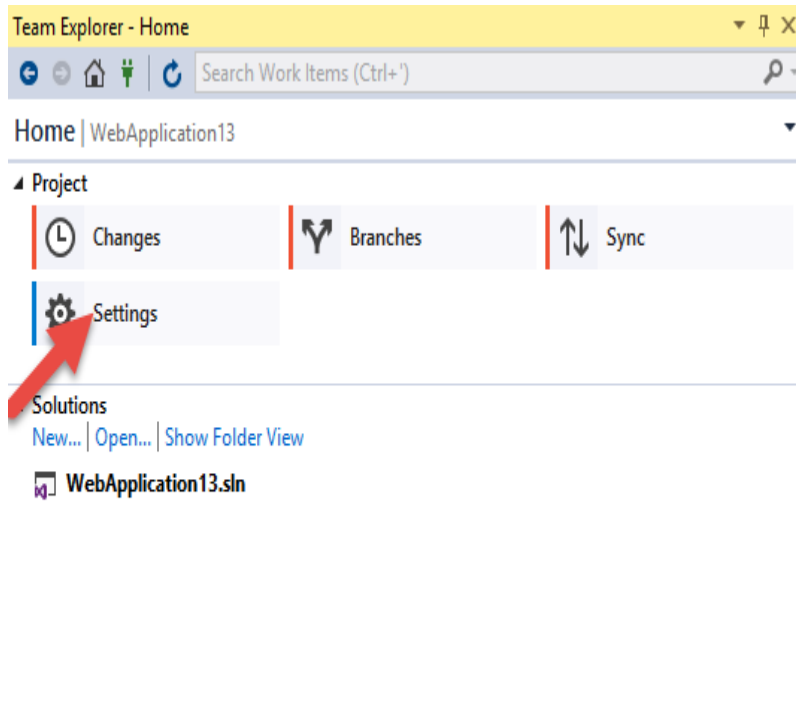 Team Explorer - Home
Search Work Items (Ctrl+')
Home | WebApplication13
Project
Changes
Branches
Sync
Settings
Solutions
New... | Open... | Show Folder View
WebApplication13.sln